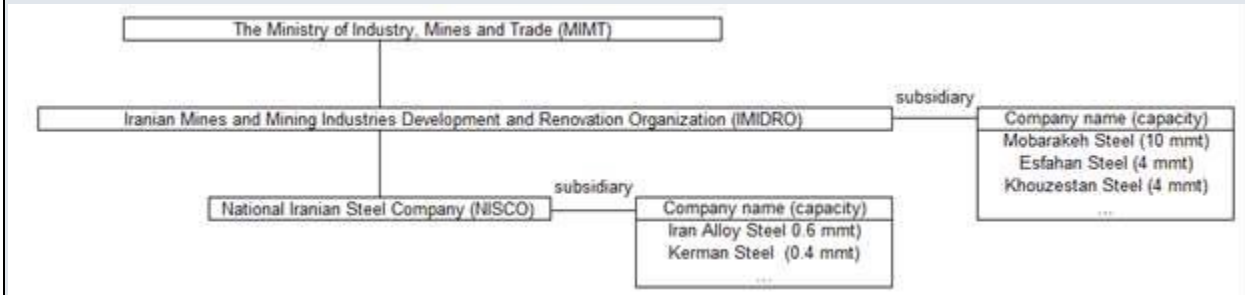 The Ministry of Industry, Mines and Trade (MIMT)
subsidiary
Iranian Mines and Mining Industries Development and Renovation Organization (IMIDRO)
Company name (capacity)
Mobarakeh Steel (10 mmt)
Esfahan Steel (4 mmt)
Khouzestan Steel (4 mmt)
...
subsidiary
National Iranian Steel Company (NISCO)
Company name (capacity)
Iran Alloy Steel 0.6 mmt)
Kerman Steel (0.4 mmt)
...